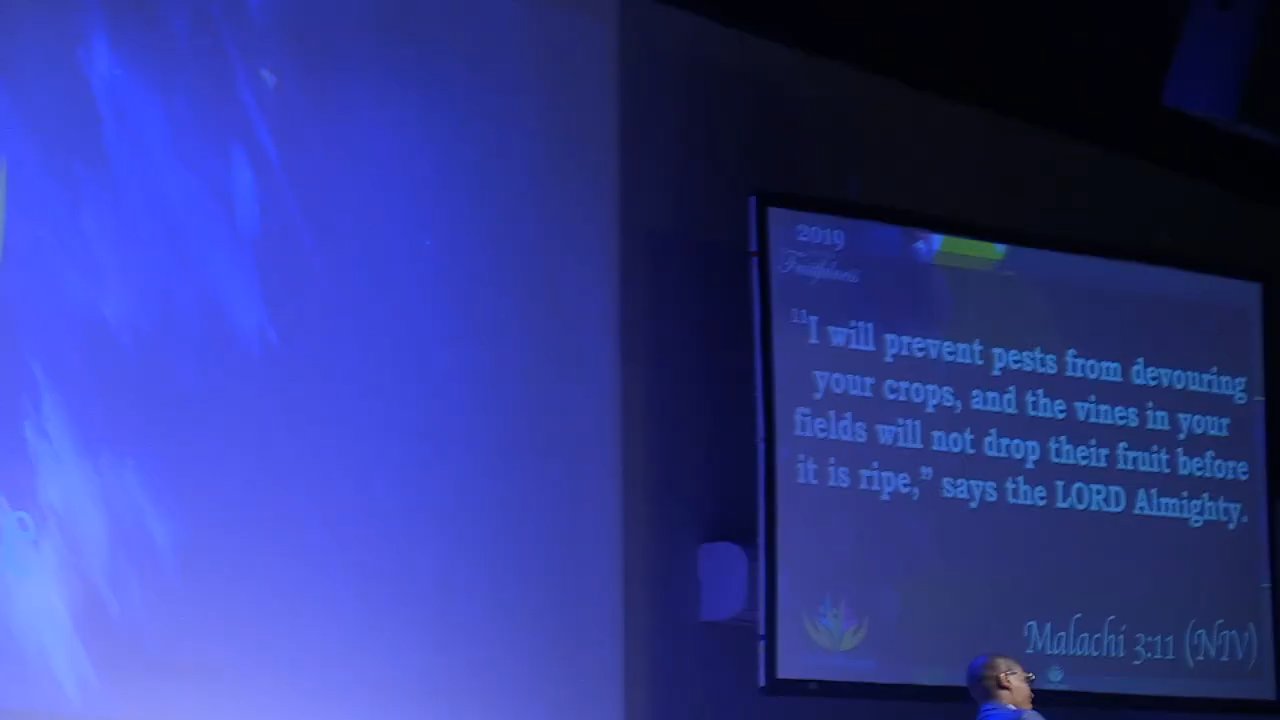 2019
Fruitfulness
¹¹I will prevent pests from devouring
your crops, and the vines in your
fields will not drop their fruit before
it is ripe,” says the LORD Almighty.
Malachi 3:11 (NIV)